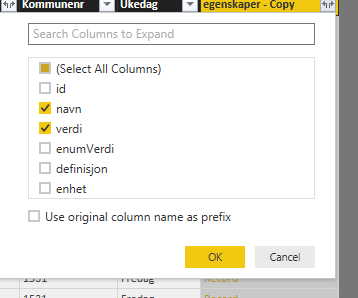 Kommunenr Ukedag egenskaper - Copy
Search Columns to Expand
(Select All Columns)
id
navn
verdi
enumVerdi
definisjon
enhet
Use original column name as prefix
OK Cancel
1531 Fredag Record
1531 Fredag Record